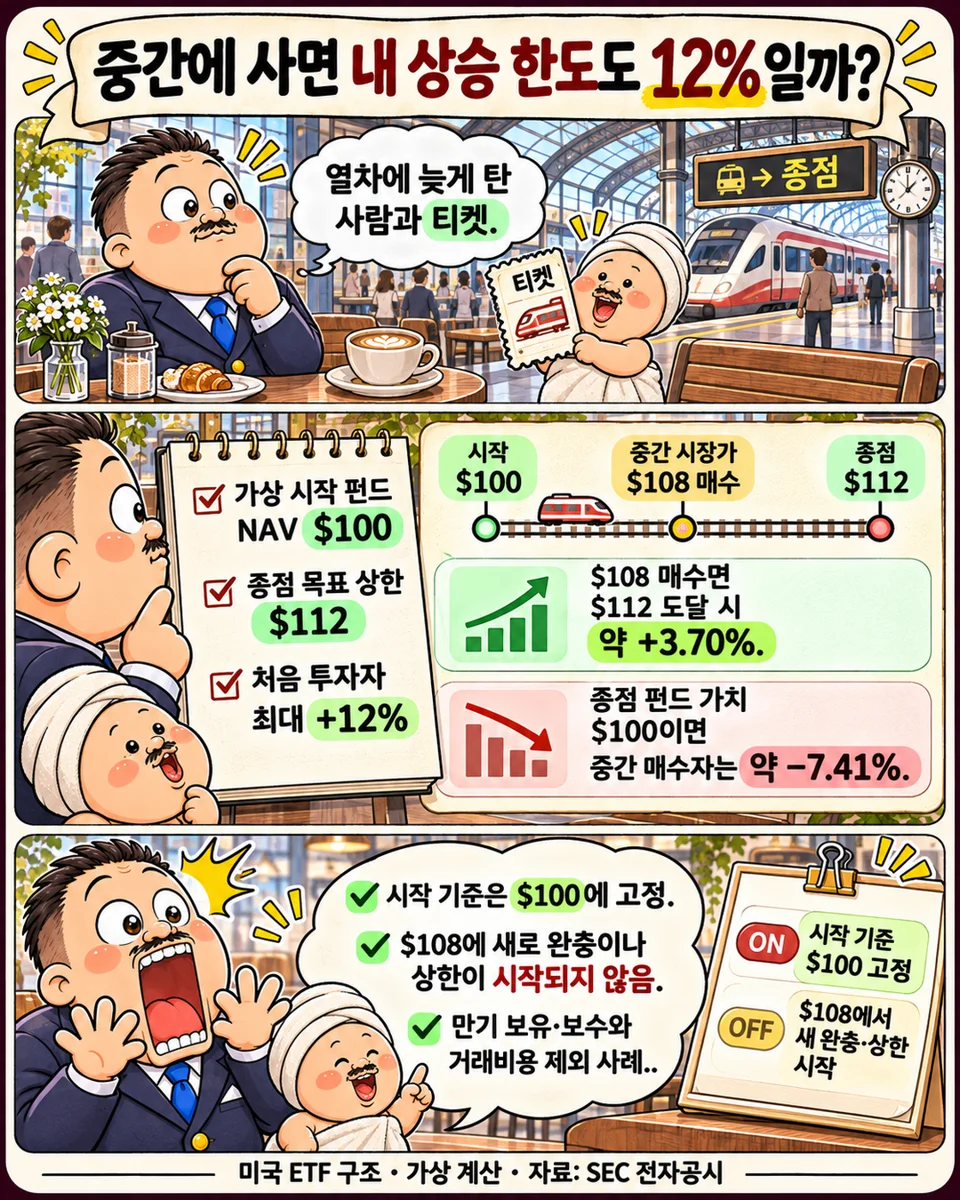 중간에 사면 내 상승 한도도 12%일까?
열차에 늦게 탄
사람과 티켓.
티켓
→ 종점
가상 시작 펀드
NAV $100
종점 목표 상한
$112
처음 투자자
최대 +12%
시작
$100
중간 시장가
$108 매수
종점
$112
$108 매수면
$112 도달 시
약 +3.70%.
종점 펀드 가치
$100이면
중간 매수자는 약 −7.41%.
시작 기준은 $100에 고정.
$108에 새로 완충이나
상한이 시작되지 않음.
만기 보유·보수와
거래비용 제외 사례..
ON
시작 기준
$100 고정
OFF
$108에서
새 완충·상한
시작
미국 ETF 구조 · 가상 계산 · 자료: SEC 전자공시